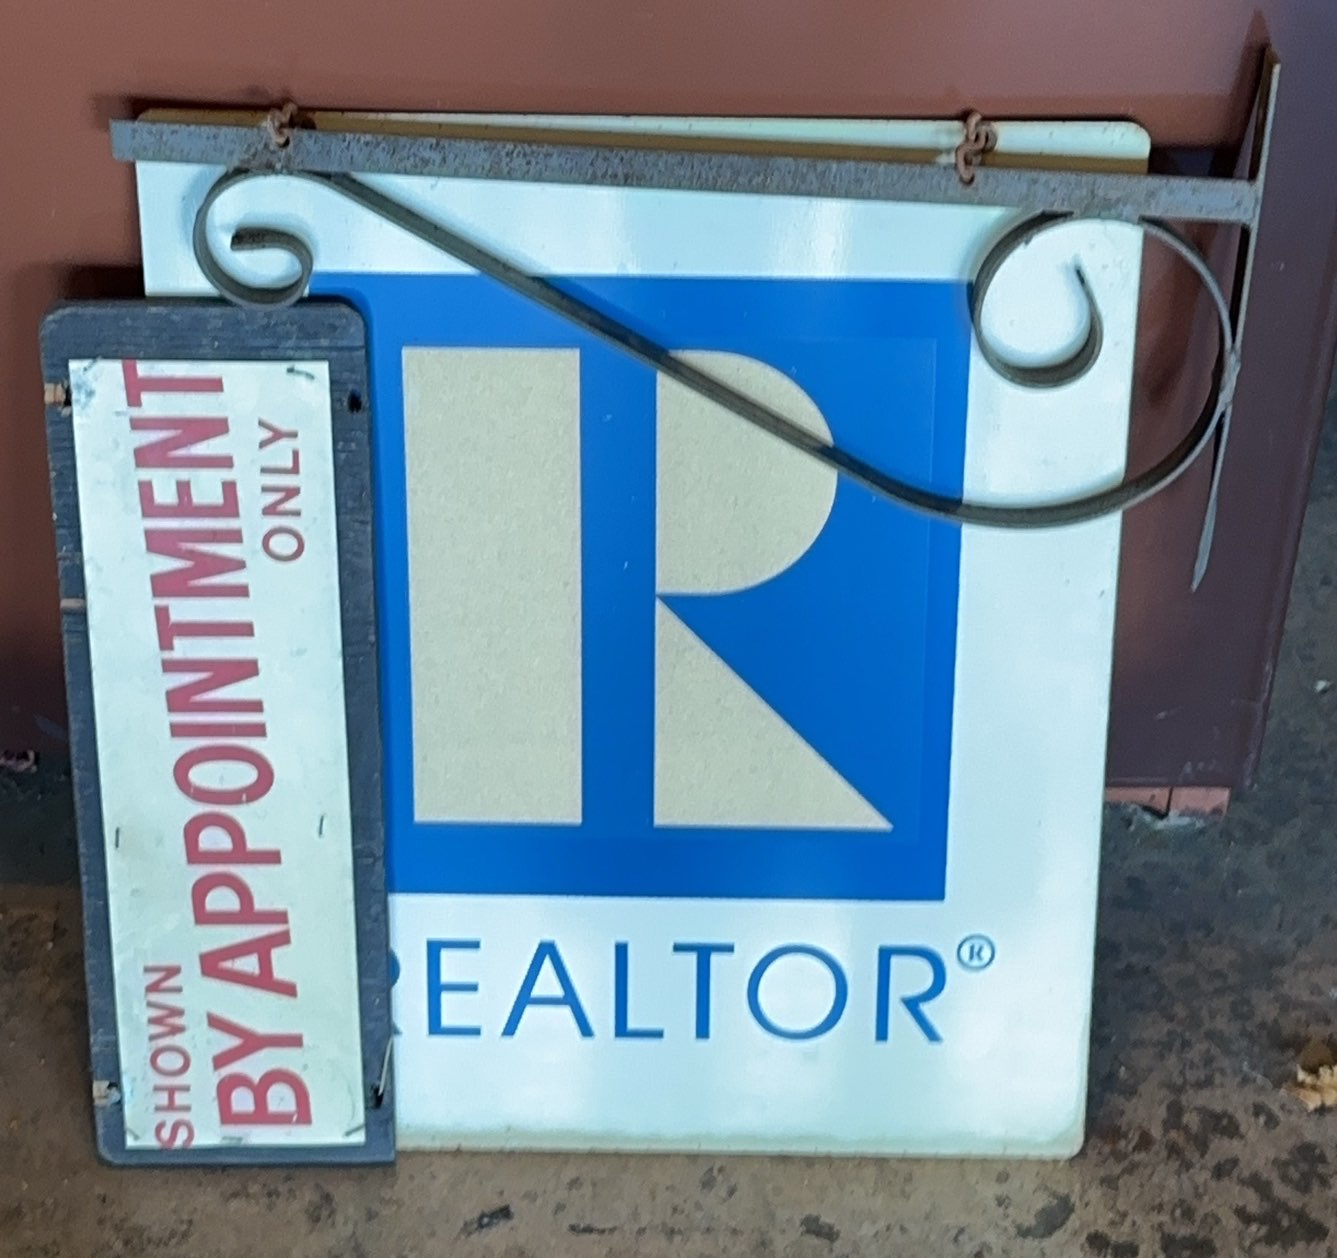 SHOWN
BY APPOINTMENT
ONLY
R
REALTOR®